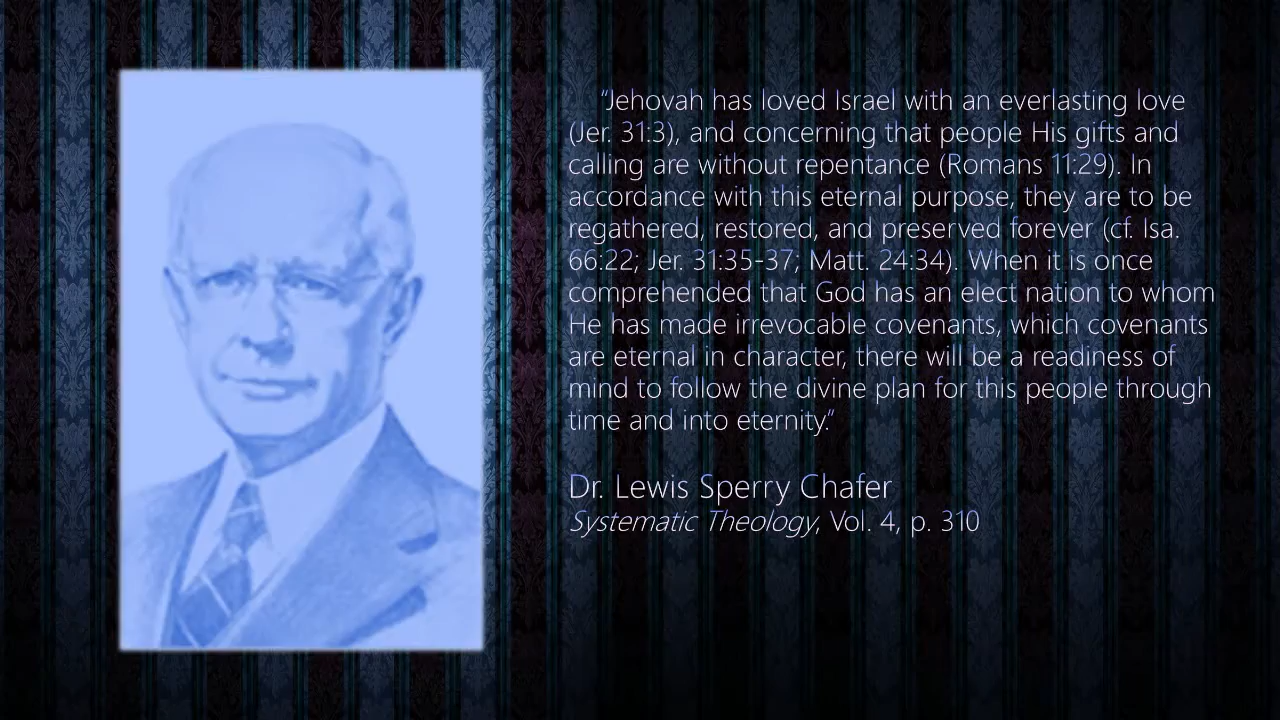 “Jehovah has loved Israel with an everlasting love
(Jer. 31:3), and concerning that people His gifts and
calling are without repentance (Romans 11:29). In
accordance with this eternal purpose, they are to be
regathered, restored, and preserved forever (cf. Isa.
66:22; Jer. 31:35-37; Matt. 24:34). When it is once
comprehended that God has an elect nation to whom
He has made irrevocable covenants, which covenants
are eternal in character, there will be a readiness of
mind to follow the divine plan for this people through
time and into eternity.“
Dr. Lewis Sperry Chafer
Systematic Theology, Vol. 4, p. 310